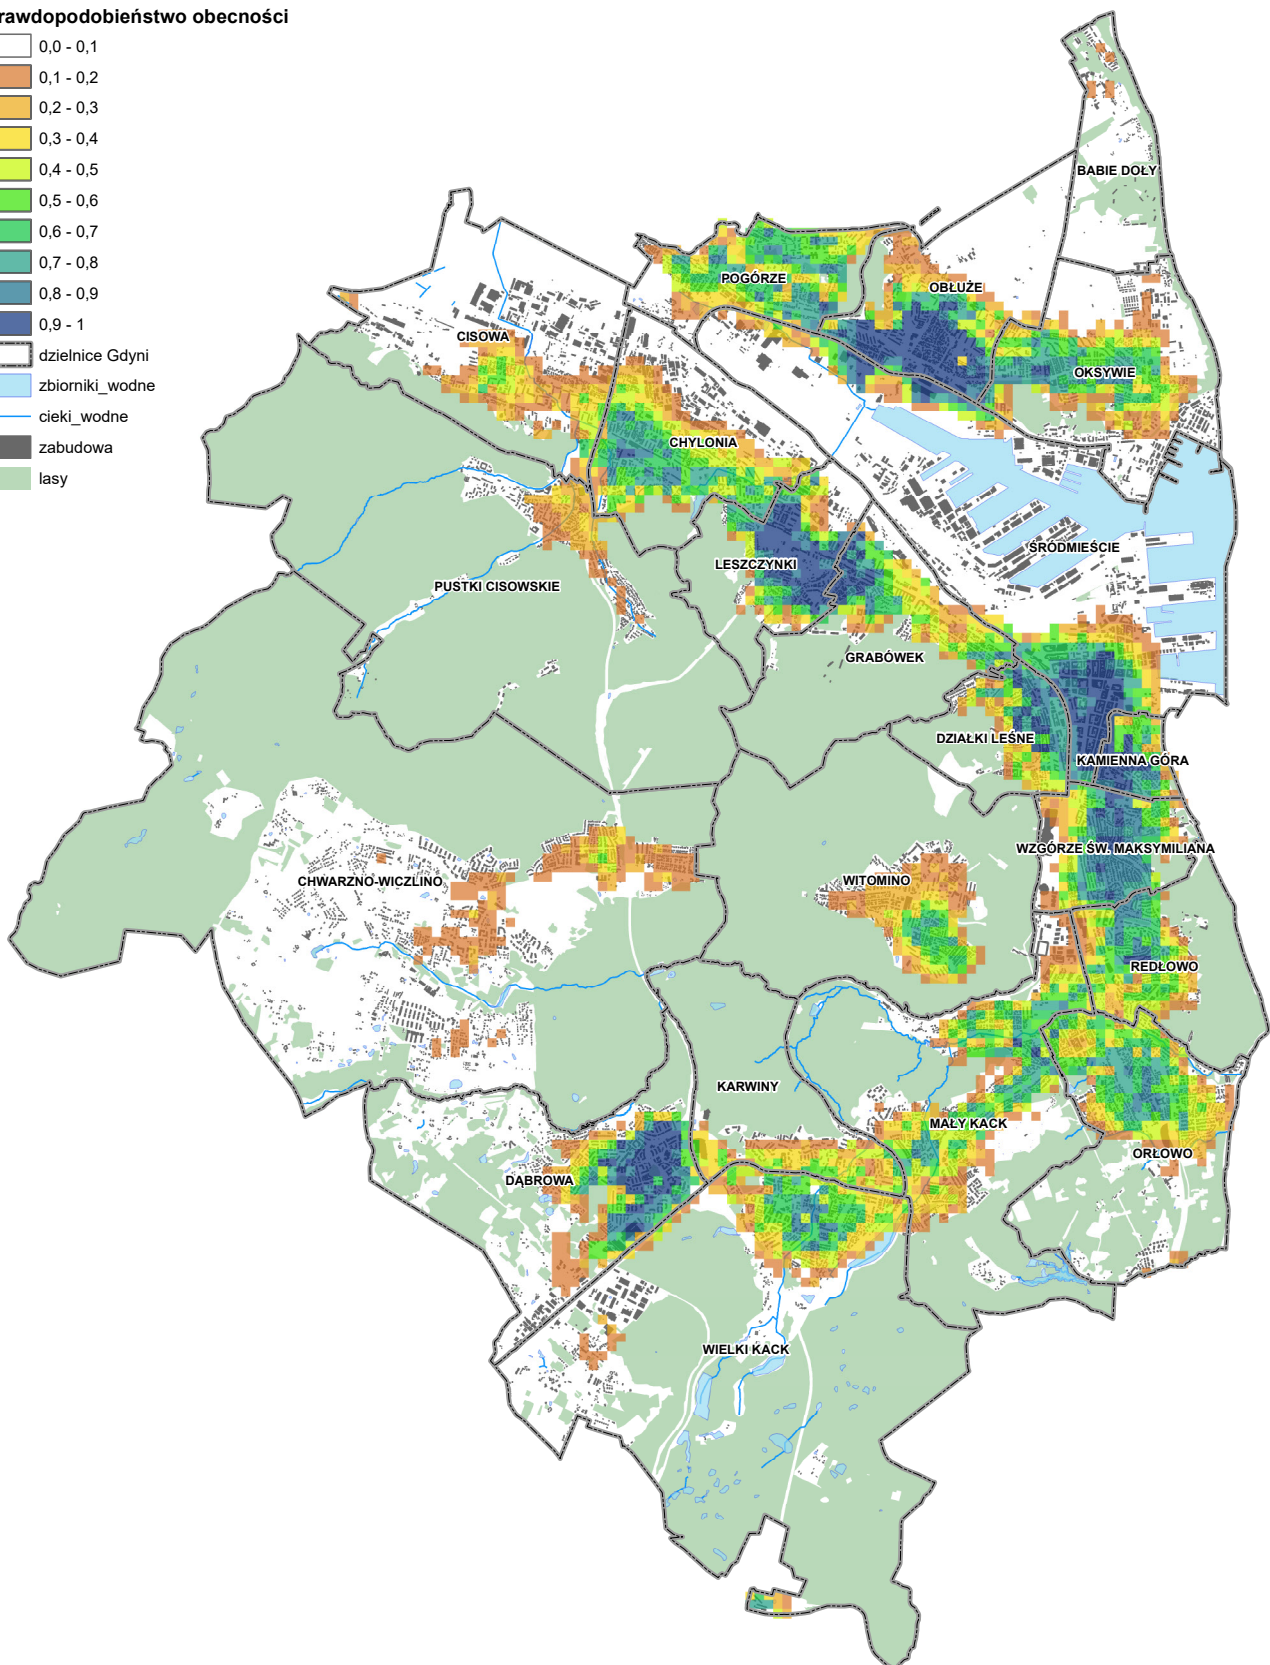 rawdopodobieństwo obecności
0,0 - 0,1
0,1 - 0,2
0,2 - 0,3
0,3 - 0,4
0,4 - 0,5
0,5 - 0,6
0,6 - 0,7
0,7 - 0,8
0,8 - 0,9
0,9 - 1
dzielnice Gdyni
zbiorniki_wodne
cieki_wodne
zabudowa
lasy
BABIE DOŁY
POGÓRZE
OBŁUŻE
CISOWA
OKSYWIE
CHYLONIA
ŚRÓDMIEŚCIE
LESZCZYNKI
PUSTKI CISOWSKIE
GRABÓWEK
DZIAŁKI LEŚNE
KAMIENNA GÓRA
WZGÓRZE ŚW. MAKSYMILIANA
CHWARZNO-WICZLINO
WITOMINO
REDŁOWO
KARWINY
MAŁY KACK
ORŁOWO
DĄBROWA
WIELKI KACK